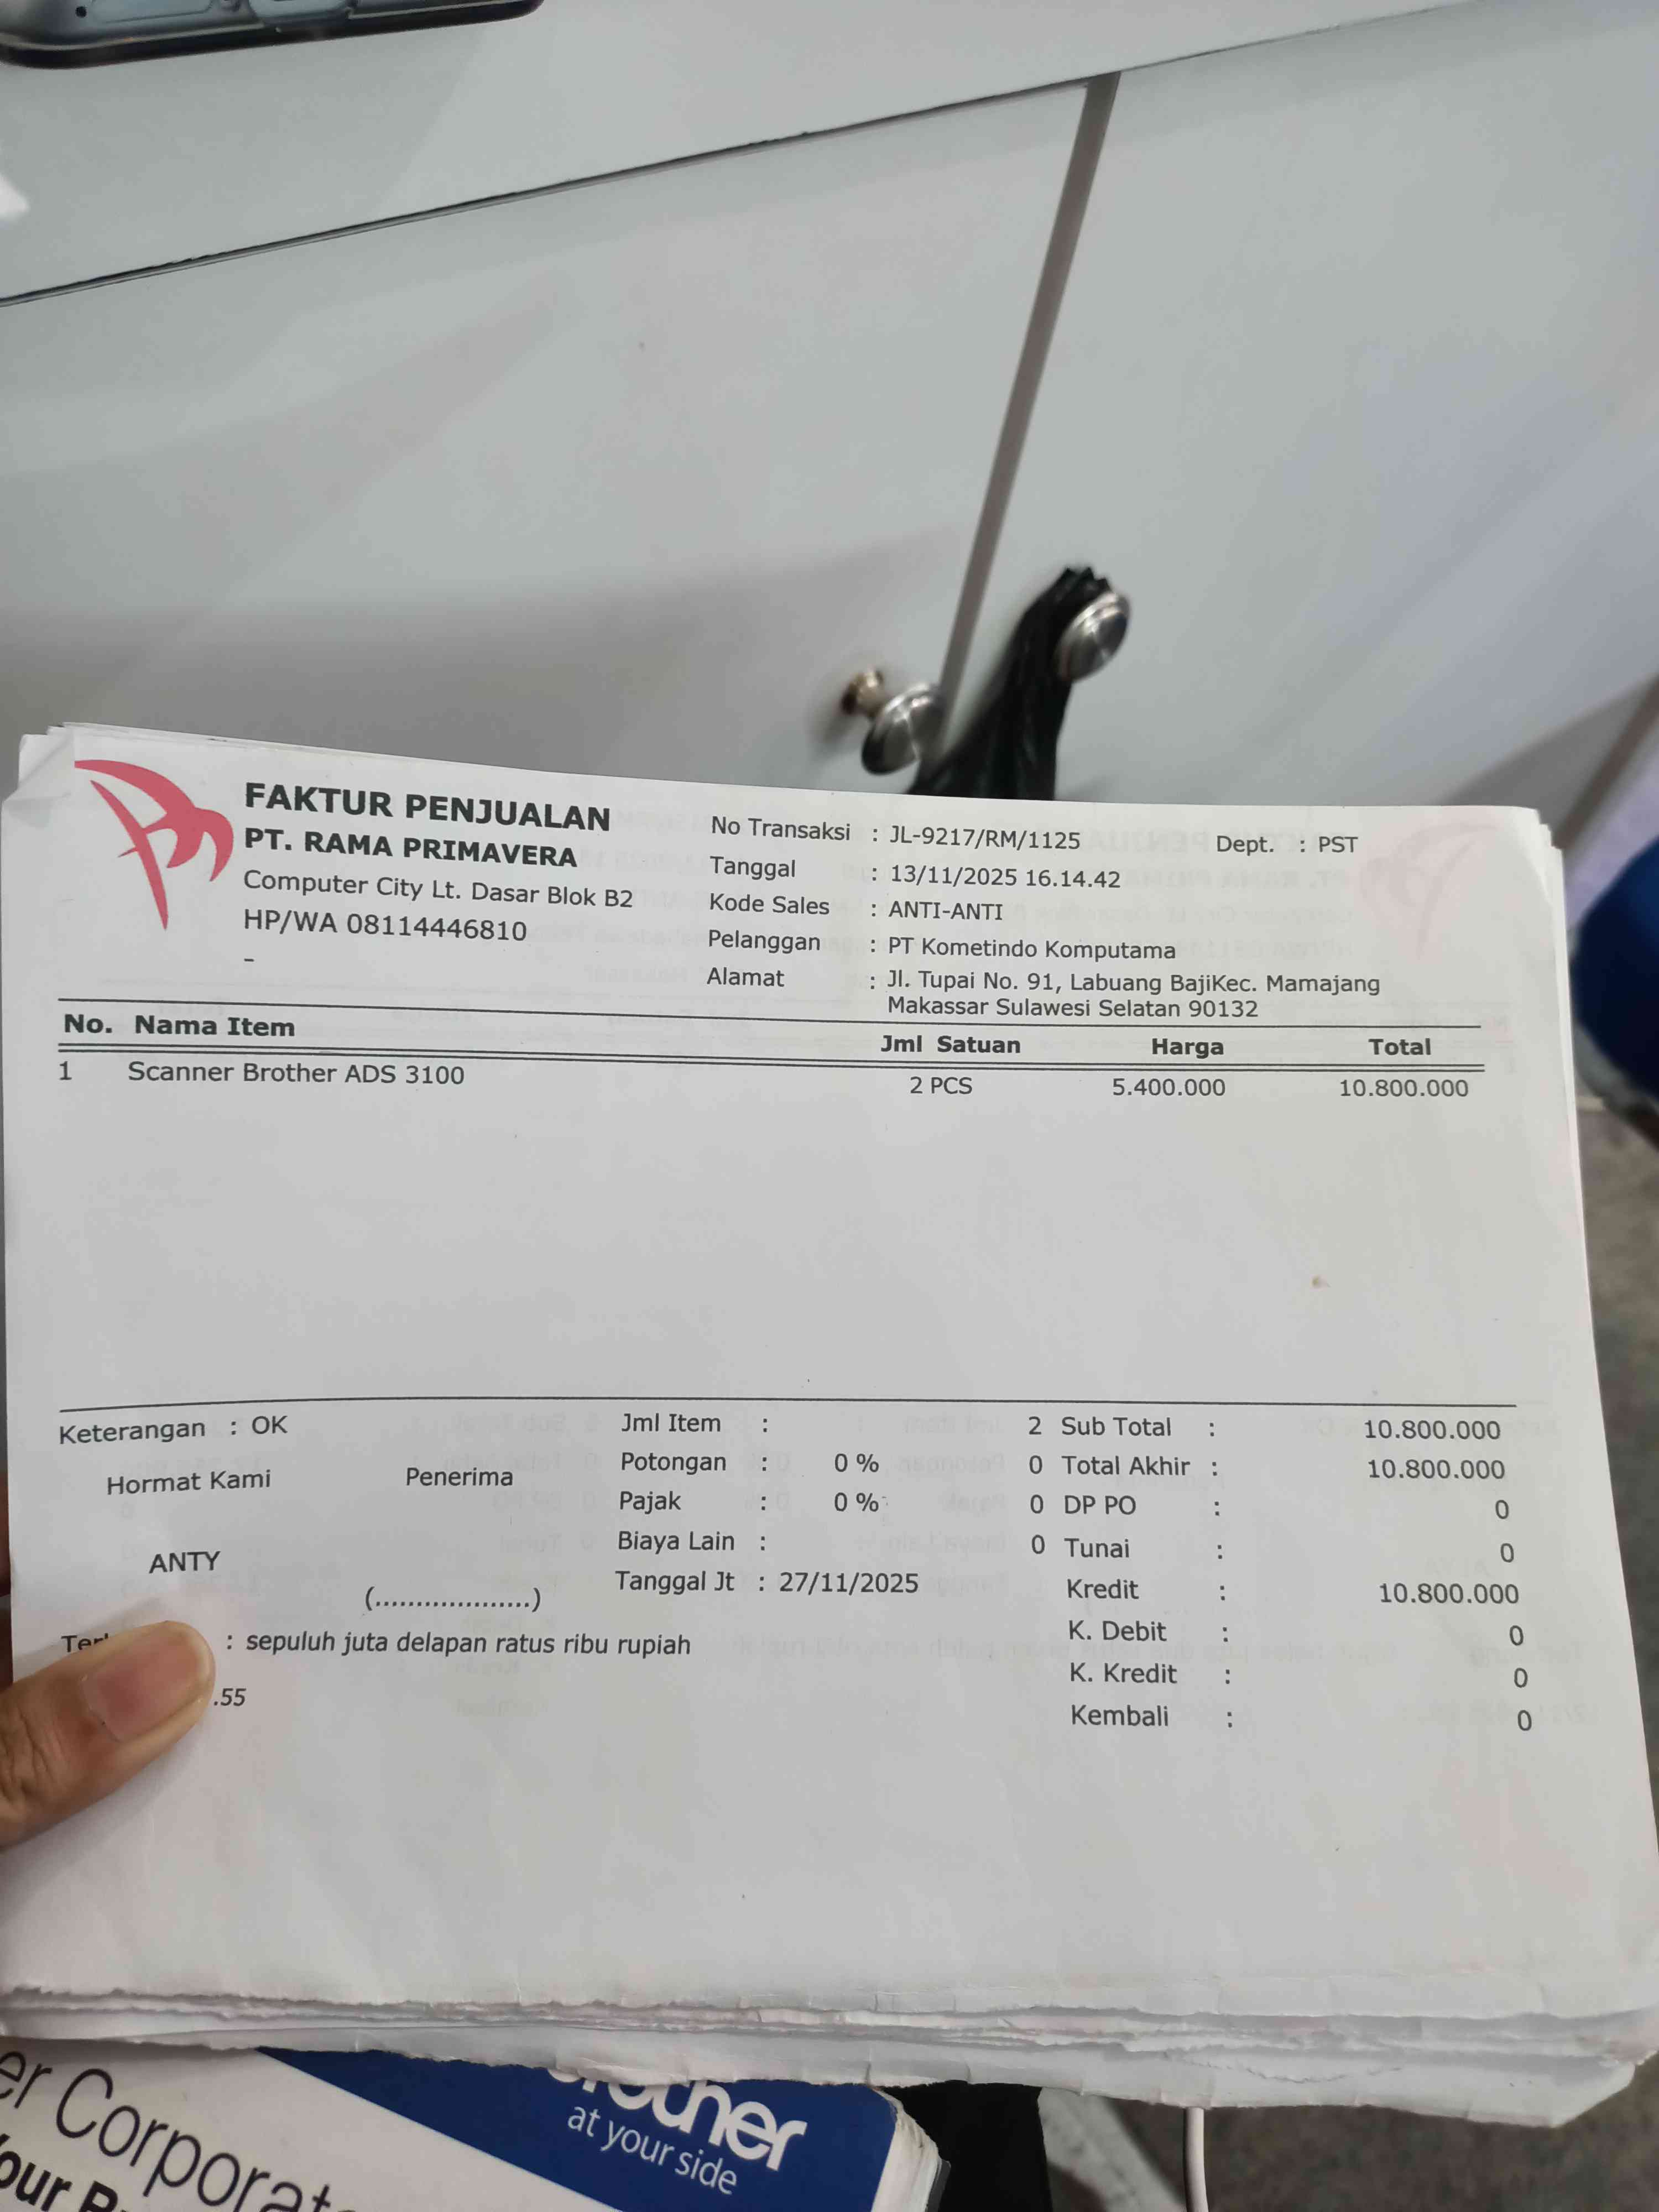 FAKTUR PENJUALAN
PT. RAMA PRIMAVERA
Computer City Lt. Dasar Blok B2
HP/WA 08114446810
-
No Transaksi : JL-9217/RM/1125 Dept. : PST
Tanggal : 13/11/2025 16.14.42
Kode Sales : ANTI-ANTI
Pelanggan : PT Kometindo Komputama
Alamat : Jl. Tupai No. 91, Labuang BajiKec. Mamajang
Makassar Sulawesi Selatan 90132
No. Nama Item Jml Satuan Harga Total
1 Scanner Brother ADS 3100 2 PCS 5.400.000 10.800.000
Keterangan : OK
Hormat Kami Penerima
ANTY
(...................)
Jml Item : 2
Potongan : 0 % 0
Pajak : 0 % 0
Biaya Lain : 0
Tanggal Jt : 27/11/2025
Sub Total : 10.800.000
Total Akhir : 10.800.000
DP PO : 0
Tunai : 0
Kredit : 10.800.000
K. Debit : 0
K. Kredit : 0
Kembali : 0
: sepuluh juta delapan ratus ribu rupiah
.55
er Corporat
our
brother
at your side